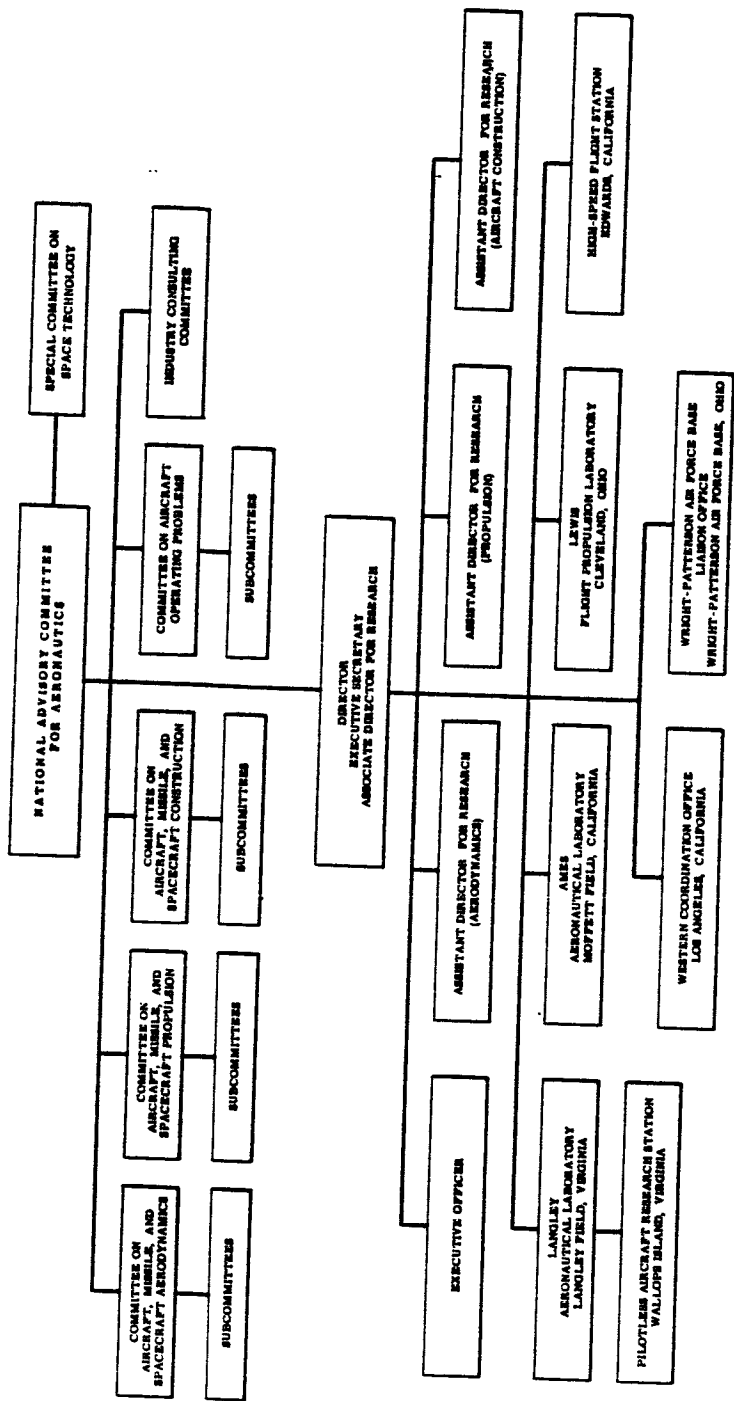 NATIONAL ADVISORY COMMITTEE
FOR AERONAUTICS
SPECIAL COMMITTEE ON
SPACE TECHNOLOGY
COMMITTEE ON
AIRCRAFT, MISSILE, AND
SPACECRAFT AERODYNAMICS
COMMITTEE ON
AIRCRAFT, MISSILE, AND
SPACECRAFT PROPULSION
COMMITTEE ON
AIRCRAFT, MISSILE, AND
SPACECRAFT CONSTRUCTION
COMMITTEE ON AIRCRAFT
OPERATING PROBLEMS
INDUSTRY CONSULTING
COMMITTEE
SUBCOMMITTEES
SUBCOMMITTEES
SUBCOMMITTEES
SUBCOMMITTEES
DIRECTOR
EXECUTIVE SECRETARY
ASSOCIATE DIRECTOR FOR RESEARCH
EXECUTIVE OFFICER
ASSISTANT DIRECTOR FOR RESEARCH
(AERODYNAMICS)
ASSISTANT DIRECTOR FOR RESEARCH
(PROPULSION)
ASSISTANT DIRECTOR FOR RESEARCH
(AIRCRAFT CONSTRUCTION)
LANGLEY
AERONAUTICAL LABORATORY
LANGLEY FIELD, VIRGINIA
AMES
AERONAUTICAL LABORATORY
MOFFETT FIELD, CALIFORNIA
LEWIS
FLIGHT PROPULSION LABORATORY
CLEVELAND, OHIO
HIGH-SPEED FLIGHT STATION
EDWARDS, CALIFORNIA
PILOTLESS AIRCRAFT RESEARCH STATION
WALLOPS ISLAND, VIRGINIA
WESTERN COORDINATION OFFICE
LOS ANGELES, CALIFORNIA
WRIGHT-PATTERSON AIR FORCE BASE
LIAISON OFFICE
WRIGHT-PATTERSON AIR FORCE BASE, OHIO